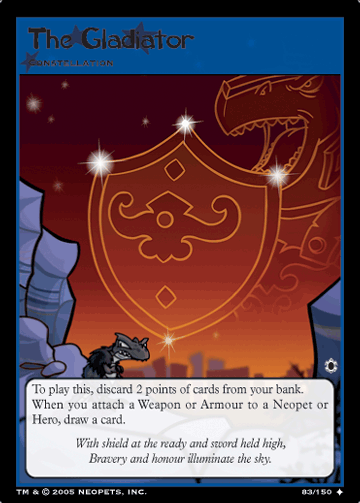 The Gladiator
CONSTELLATION
To play this, discard 2 points of cards from your bank.
When you attach a Weapon or Armour to a Neopet or
Hero, draw a card.
With shield at the ready and sword held high,
Bravery and honour illuminate the sky.
TM & © 2005 NEOPETS, INC.
83/150 ◆